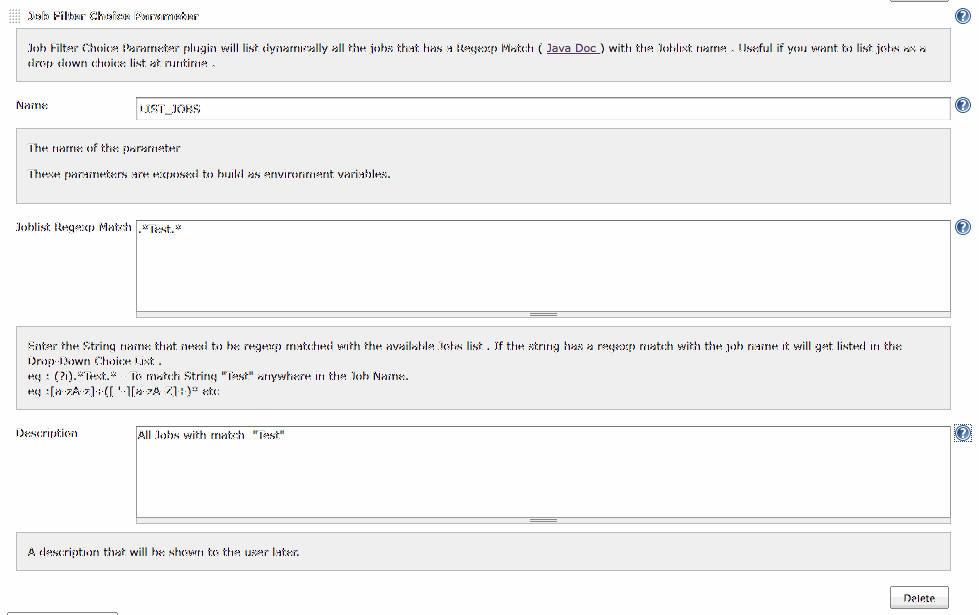 Job Filter Choice Parameter
Job Filter Choice Parameter plugin will list dynamically all the jobs that has a Regexp Match ( Java Doc ) with the Joblist name . Useful if you want to list jobs as a
drop-down choice list at runtime .
Name
LIST_JOBS
The name of the parameter
These parameters are exposed to build as environment variables.
Joblist Regexp Match
.*Test.*
Enter the String name that need to be regexp matched with the available Jobs list . If the string has a regexp match with the job name it will get listed in the
Drop-Down Choice List .
eg : (?i).*Test.* - To match String "Test" anywhere in the Job Name.
eg :[a-zA-z]+([ '-][a-zA-Z]+)* etc
Description
All Jobs with match "Test"
A description that will be shown to the user later.
Delete